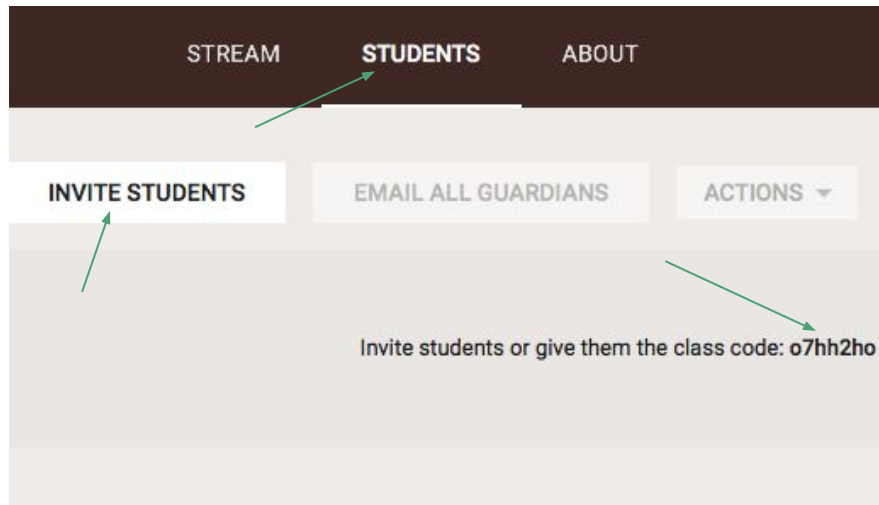 STREAM STUDENTS ABOUT
INVITE STUDENTS EMAIL ALL GUARDIANS ACTIONS
Invite students or give them the class code: o7hh2ho